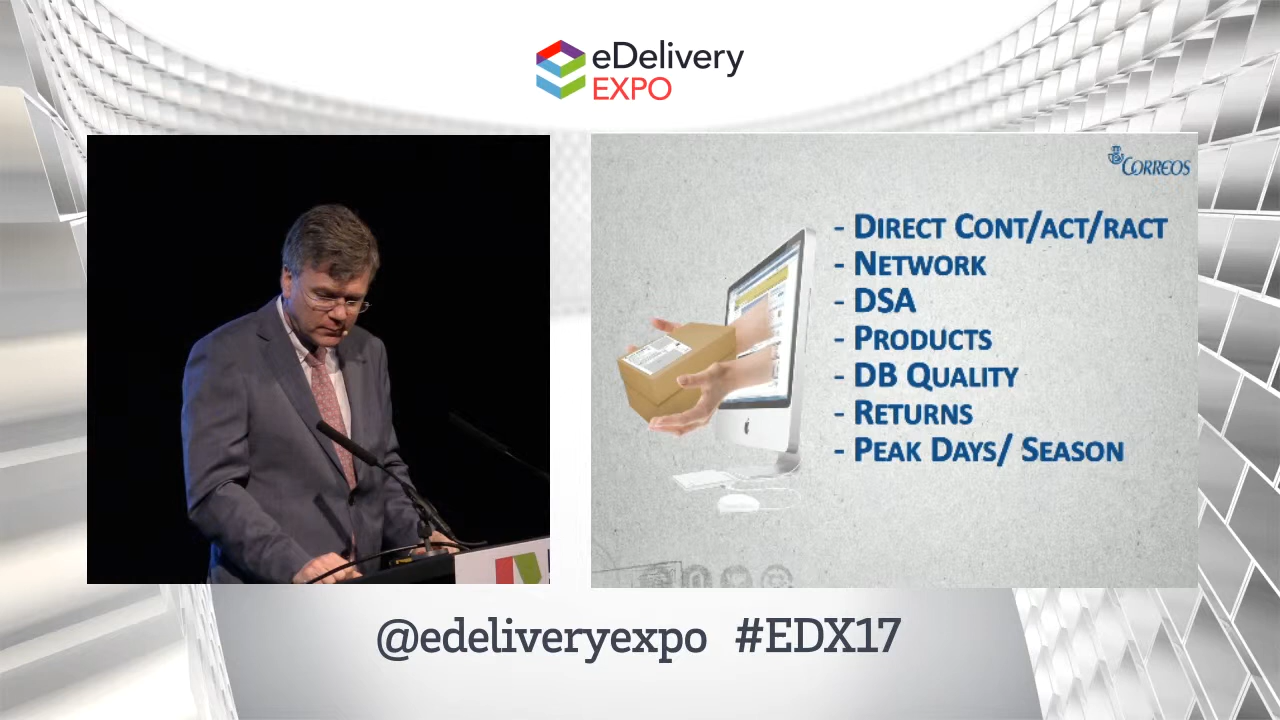 eDelivery
EXPO
CORREOS
- DIRECT CONT/ACT/RACT
- NETWORK
- DSA
- PRODUCTS
- DB QUALITY
- RETURNS
- PEAK DAYS/ SEASON
@edeliveryexpo #EDX17